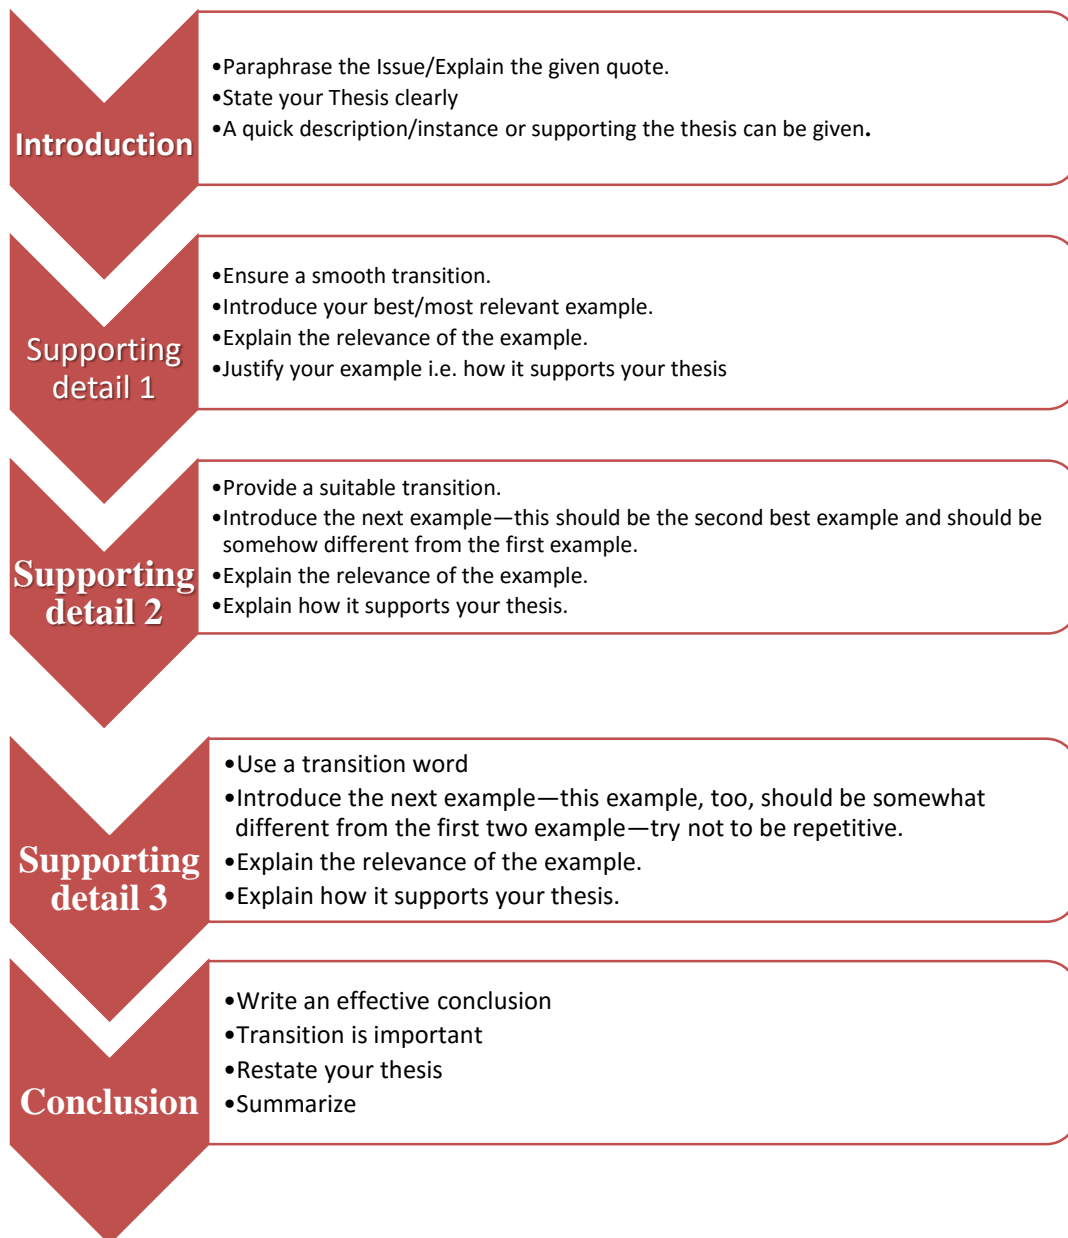 Introduction
•Paraphrase the Issue/Explain the given quote.
•State your Thesis clearly
•A quick description/instance or supporting the thesis can be given.
Supporting
detail 1
•Ensure a smooth transition.
•Introduce your best/most relevant example.
•Explain the relevance of the example.
•Justify your example i.e. how it supports your thesis
Supporting
detail 2
•Provide a suitable transition.
•Introduce the next example—this should be the second best example and should be
somehow different from the first example.
•Explain the relevance of the example.
•Explain how it supports your thesis.
Supporting
detail 3
•Use a transition word
•Introduce the next example—this example, too, should be somewhat
different from the first two example—try not to be repetitive.
•Explain the relevance of the example.
•Explain how it supports your thesis.
Conclusion
•Write an effective conclusion
•Transition is important
•Restate your thesis
•Summarize